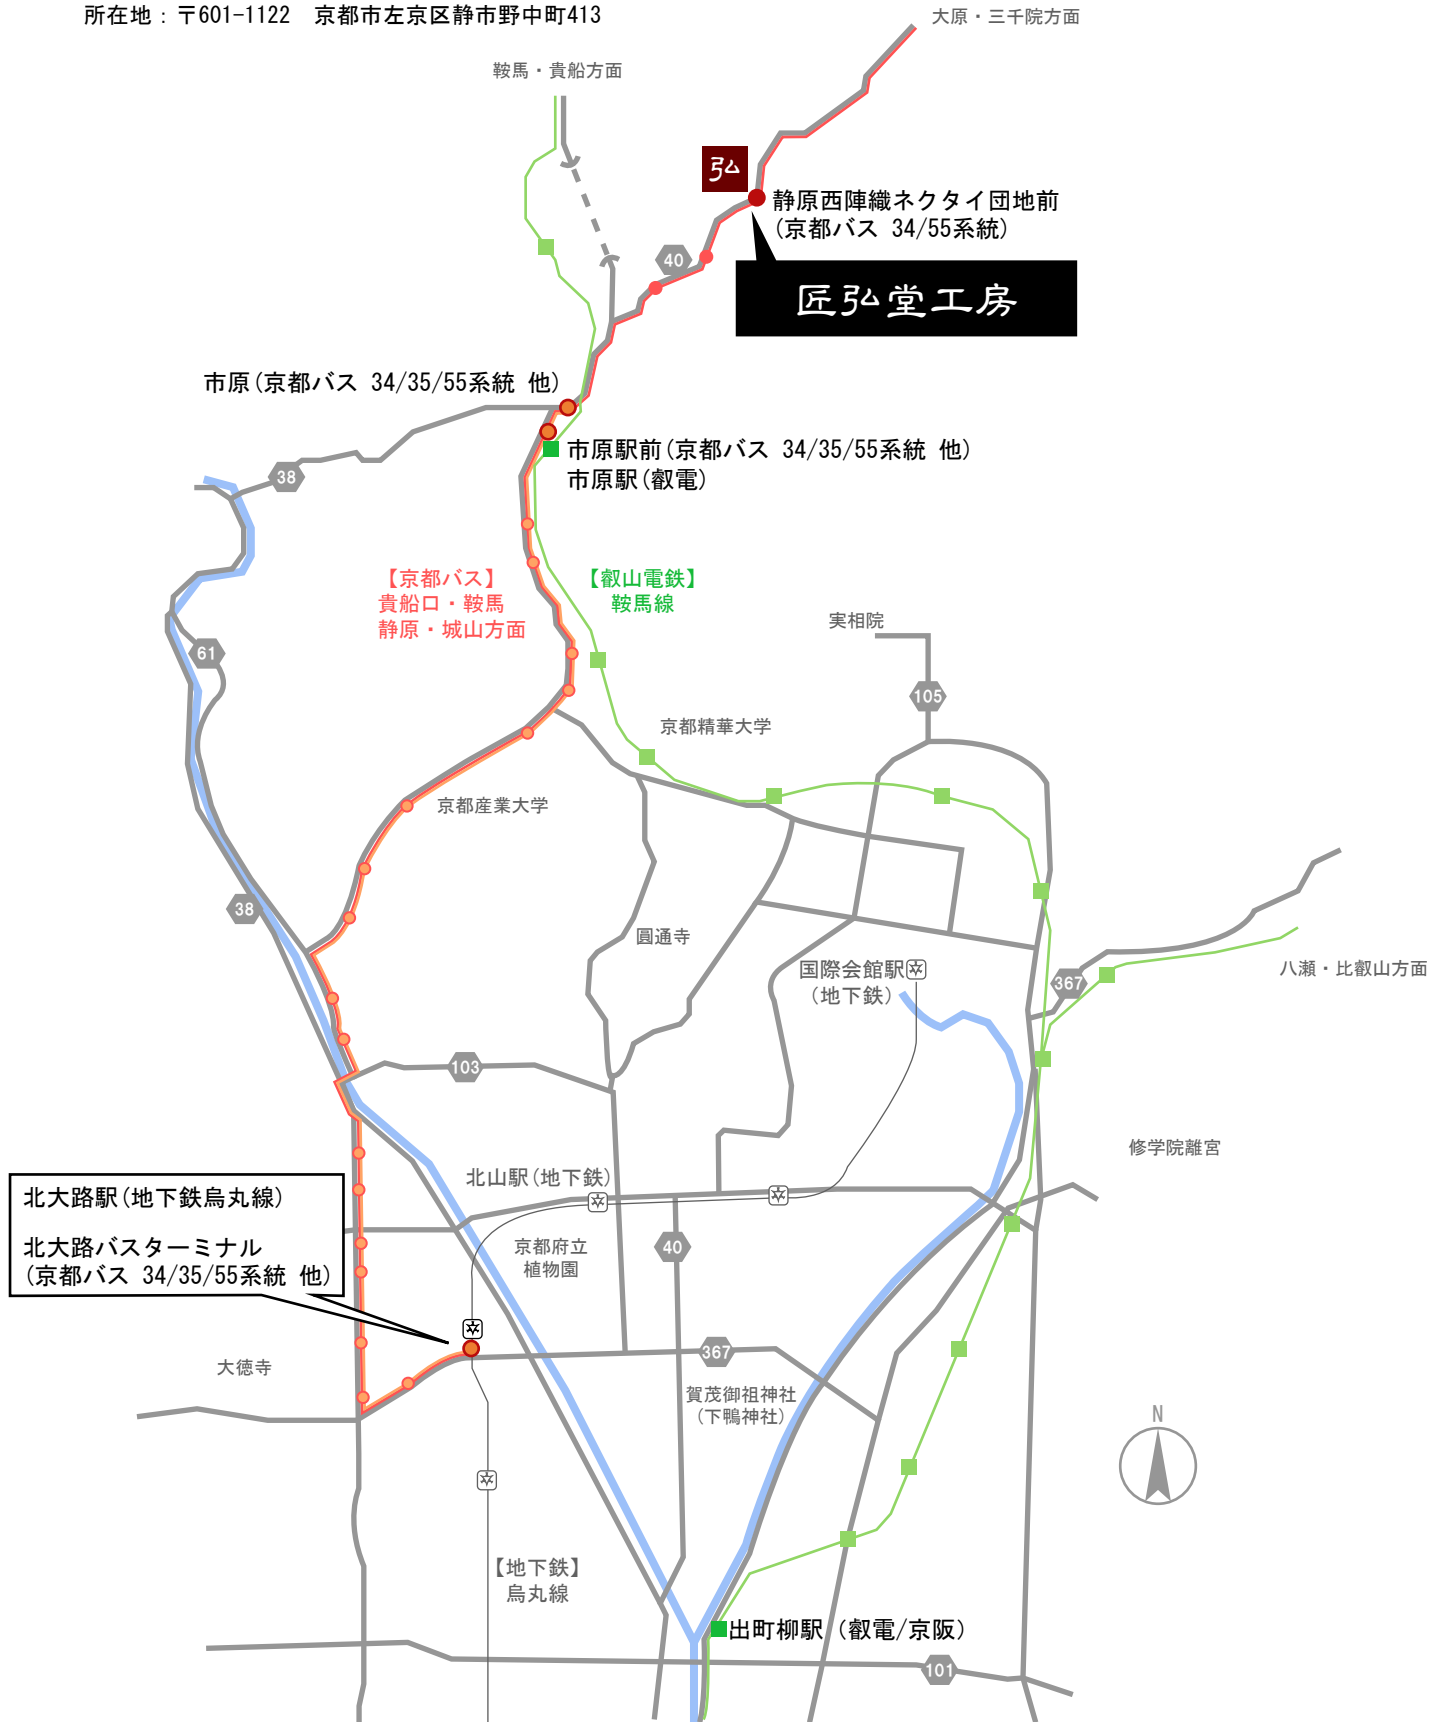 所在地：〒601-1122　京都市左京区静市野中町413
大原・三千院方面
鞍馬・貴船方面
弘
静原西陣織ネクタイ団地前
(京都バス 34/55系統)
40
匠弘堂工房
市原(京都バス 34/35/55系統 他)
市原駅前(京都バス 34/35/55系統 他)
市原駅(叡電)
38
【京都バス】
貴船口・鞍馬
静原・城山方面
【叡山電鉄】
鞍馬線
実相院
61
105
京都精華大学
京都産業大学
38
圓通寺
国際会館駅
(地下鉄)
八瀬・比叡山方面
367
103
修学院離宮
北山駅(地下鉄)
北大路駅(地下鉄烏丸線)
北大路バスターミナル
(京都バス 34/35/55系統 他)
京都府立
植物園
40
大徳寺
367
賀茂御祖神社
(下鴨神社)
N
【地下鉄】
烏丸線
出町柳駅（叡電/京阪）
101